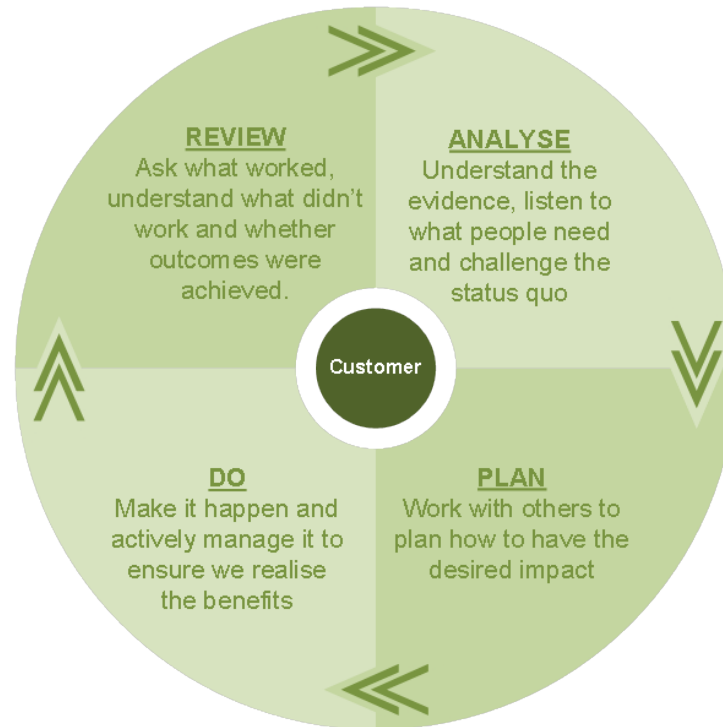 REVIEW
Ask what worked,
understand what didn't
work and whether
outcomes were
achieved.
ANALYSE
Understand the
evidence, listen to
what people need
and challenge the
status quo
Customer
DO
Make it happen and
actively manage it to
ensure we realise
the benefits
PLAN
Work with others to
plan how to have the
desired impact